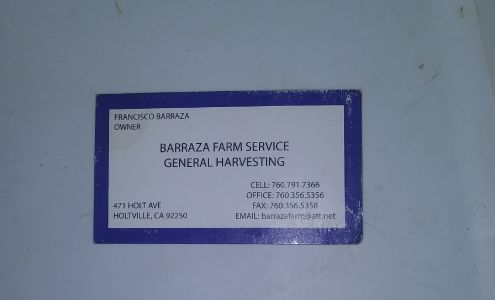 FRANCISCO BARRAZA
OWNER
BARRAZA FARM SERVICE
GENERAL HARVESTING
CELL: 760.791.7366
OFFICE: 760.356.5356
FAX: 760.356.5358
EMAIL: barrazafarm@att.net
471 HOLT AVE
HOLTVILLE, CA 92250